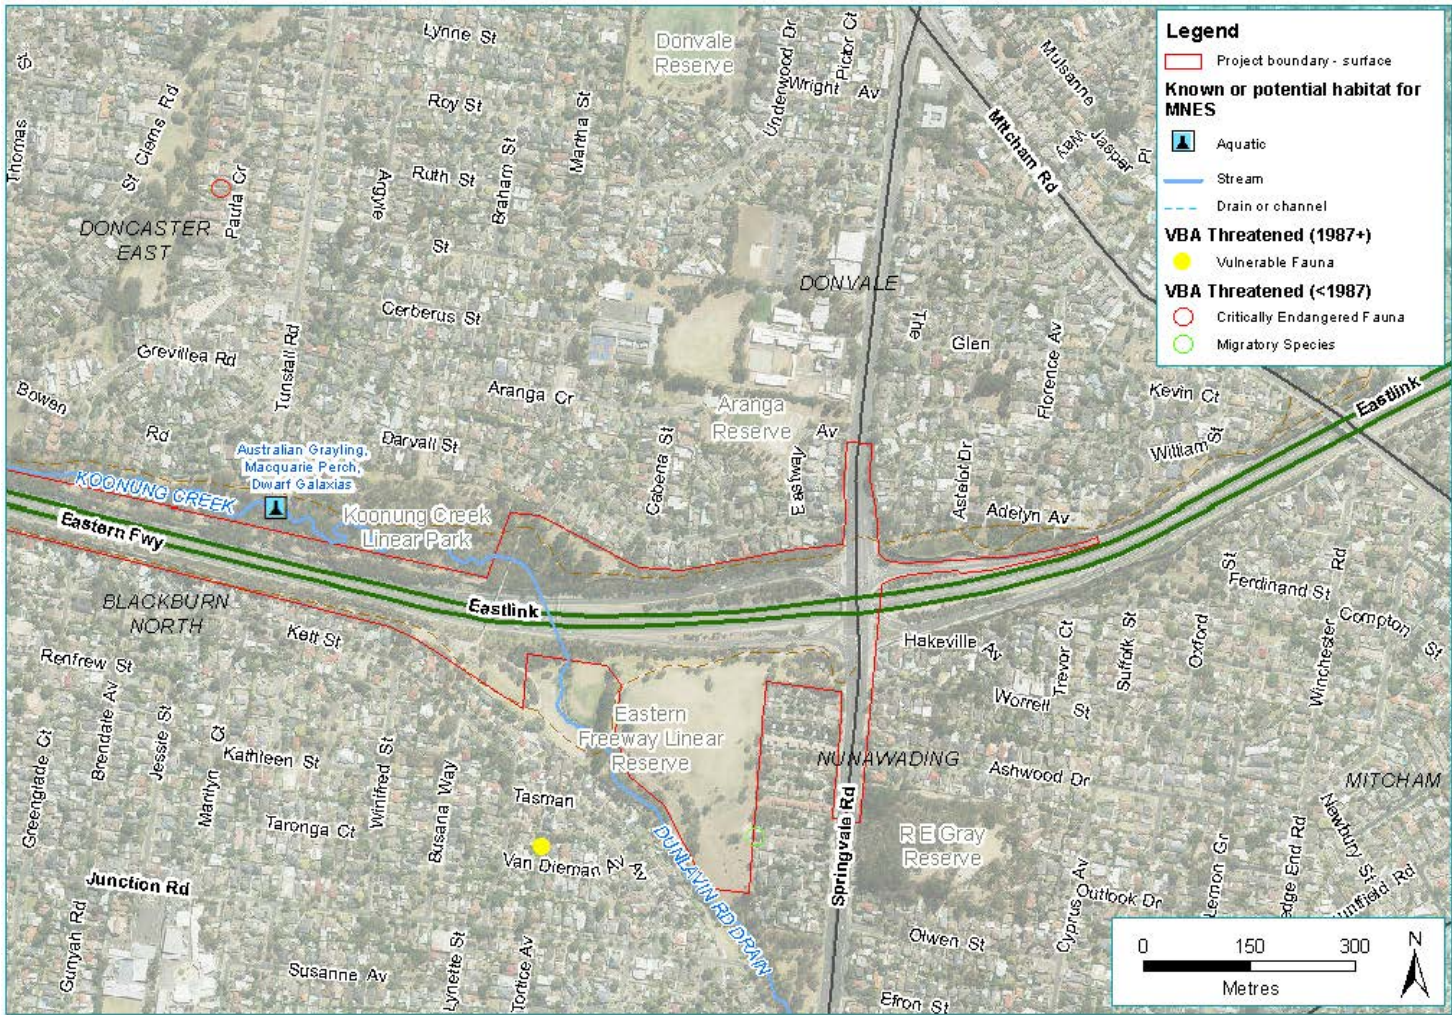 Lynne St
Donvale
Reserve
Underwood Dr
Pictor Ct
Wright Av
Mulsanne
Way
Jasper
Pl
Mitcham Rd
Thomas St
St Clems Rd
Roy St
Martha St
Ruth St
Braham St
Argyle
St
Paula Cr
DONCASTER
EAST
DONVALE
Cerberus St
Grevillea Rd
Tunstall Rd
The
Glen
Florence Av
Kevin Ct
Eastlink
Bowen
Rd
Aranga Cr
Aranga
Reserve
Av
Darvall St
Cabena St
Eastway
Astelot Dr
William St
Adelyn Av
Australian Grayling,
Macquarie Perch,
Dwarf Galaxias
KOONUNG CREEK
Koonung Creek
Linear Park
Eastern Fwy
Eastlink
BLACKBURN
NORTH
Kett St
Renfrew St
Brendale Av
Jessie St
Greenglade Ct
Marilyn Ct
Kathleen St
Winifred St
Taronga Ct
Busana Way
Tasman
Av
Van Dieman Av
Junction Rd
Gunyah Rd
Susanne Av
Lynette St
Tortice Av
Eastern
Freeway Linear
Reserve
DUNLAVIN RD DRAIN
Springvale Rd
NUNAWADING
Hakeville Av
Worrell St
Trevor Ct
Suffolk St
Oxford
St
Ferdinand St
Winchester Rd
Compton St
Ashwood Dr
MITCHAM
R E Gray
Reserve
Newbury St
Cyprus Av
Outlook Dr
Lemon Gr
edge End Rd
Olwen St
Efron St
Legend
Project boundary - surface
Known or potential habitat for
MNES
Aquatic
Stream
Drain or channel
VBA Threatened (1987+)
Vulnerable Fauna
VBA Threatened (<1987)
Critically Endangered Fauna
Migratory Species
0 150 300
Metres
N